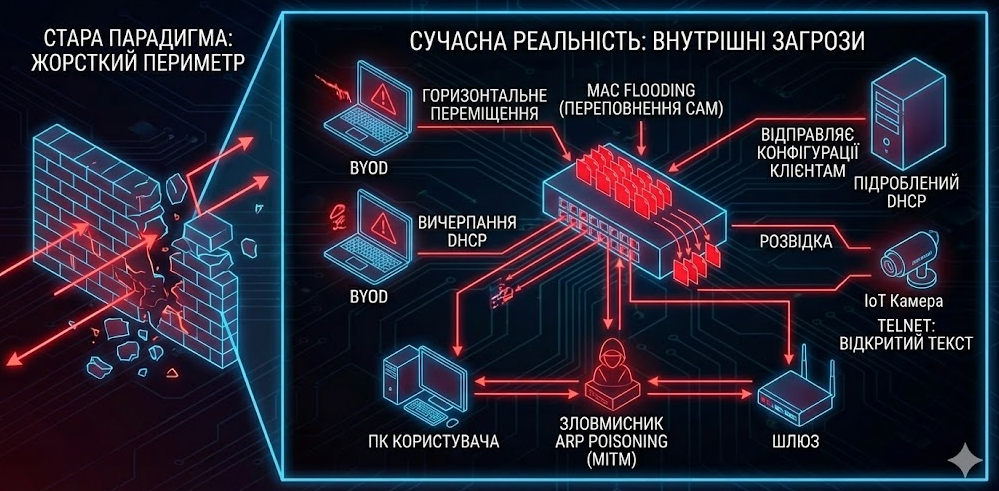 СТАРА ПАРАДИГМА:
ЖОРСТКИЙ ПЕРИМЕТР
СУЧАСНА РЕАЛЬНІСТЬ: ВНУТРІШНІ ЗАГРОЗИ
ГОРИЗОНТАЛЬНЕ
ПЕРЕМІЩЕННЯ
BYOD
MAC FLOODING
(ПЕРЕПОВНЕННЯ CAM)
ВІДПРАВЛЯЄ
КОНФІГУРАЦІЇ
КЛІЄНТАМ
ПІДРОБЛЕНИЙ
DHCP
ВИЧЕРПАННЯ
DHCP
BYOD
РОЗВІДКА
IoT Камера
TELNET:
ВІДКРИТИЙ ТЕКСТ
ПК КОРИСТУВАЧА
ЗЛОВМИСНИК
ARP POISONING
(MITM)
ШЛЮЗ